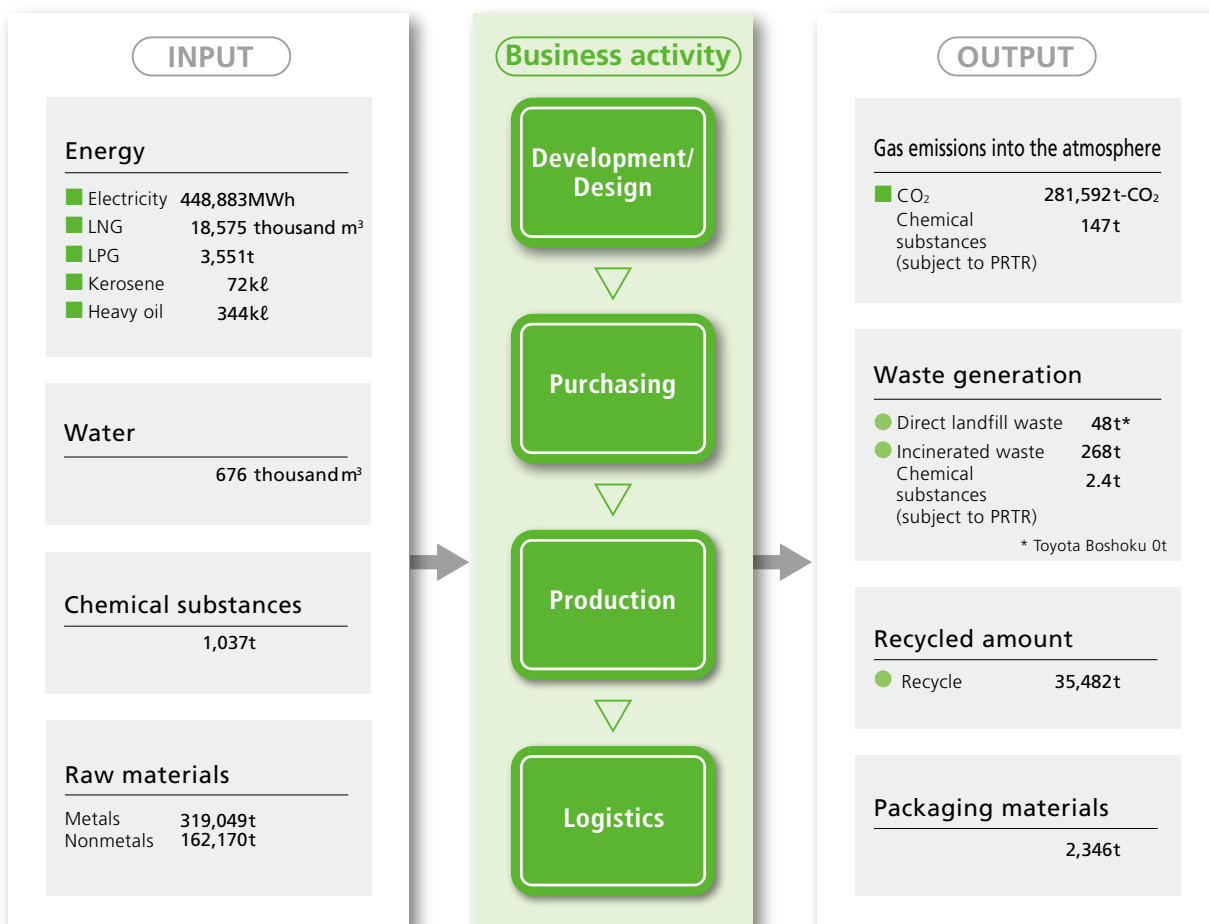 INPUT
Energy
Electricity 448,883MWh
LNG 18,575 thousand m³
LPG 3,551t
Kerosene 72kℓ
Heavy oil 344kℓ
Water
676 thousand m³
Chemical substances
1,037t
Raw materials
Metals 319,049t
Nonmetals 162,170t
Business activity
Development/
Design
Purchasing
Production
Logistics
OUTPUT
Gas emissions into the atmosphere
CO₂ 281,592t-CO₂
Chemical
substances 147t
(subject to PRTR)
Waste generation
Direct landfill waste 48t*
Incinerated waste 268t
Chemical
substances 2.4t
(subject to PRTR)
* Toyota Boshoku 0t
Recycled amount
Recycle 35,482t
Packaging materials
2,346t